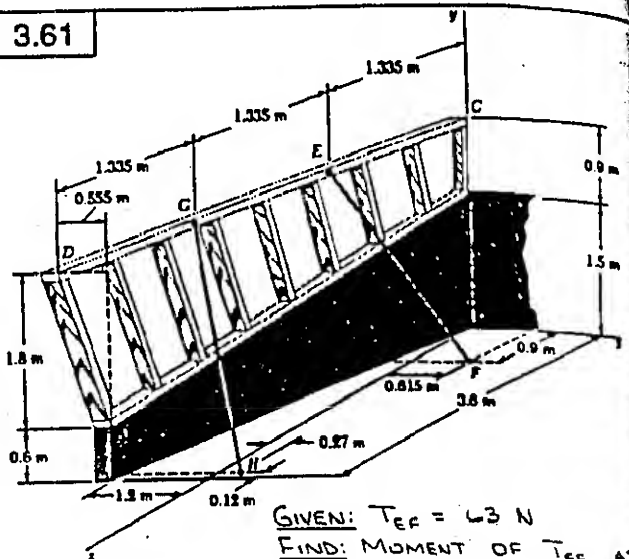 3.61
y
1.335 m
1.335 m
C
1.335 m
E
0.9 m
0.555 m
G
D
1.5 m
1.8 m
0.9 m
F
0.615 m
3.6 m
0.27 m
0.6 m
H
1.2 m
0.12 m
GIVEN: TEF = 63 N
FIND: MOMENT OF TEF